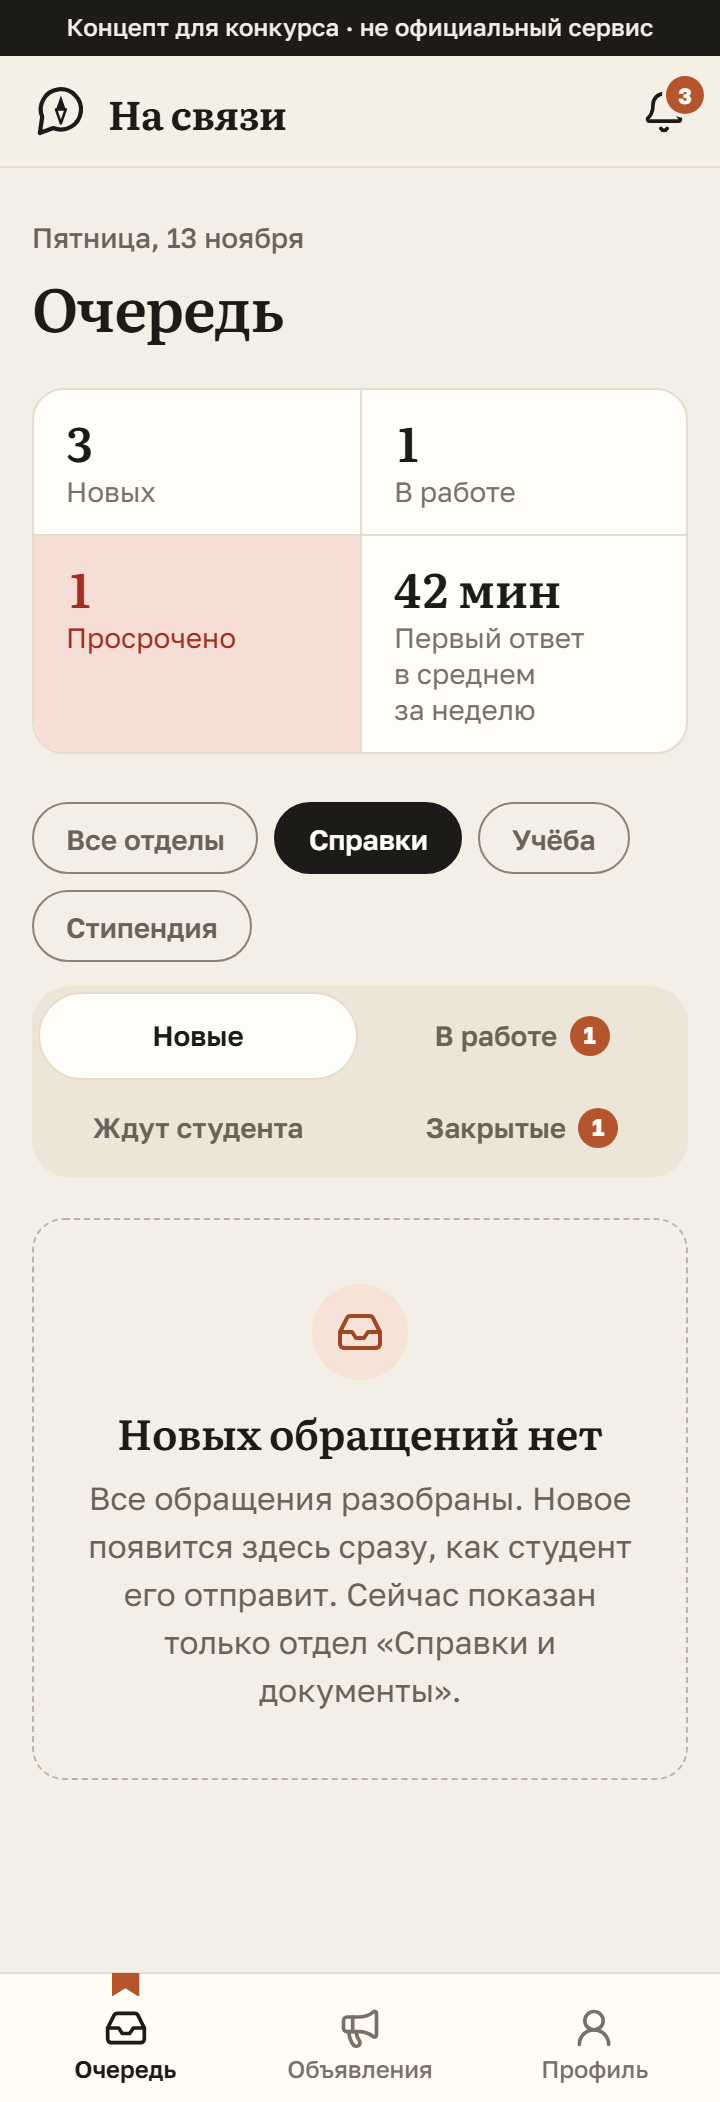 Концепт для конкурса · не официальный сервис
На связи
3
Пятница, 13 ноября
Очередь
3
Новых
1
В работе
1
Просрочено
42 мин
Первый ответ
в среднем
за неделю
Все отделы
Справки
Учёба
Стипендия
Новые
В работе 1
Ждут студента
Закрытые 1
Новых обращений нет
Все обращения разобраны. Новое
появится здесь сразу, как студент
его отправит. Сейчас показан
только отдел «Справки и
документы».
Очередь
Объявления
Профиль